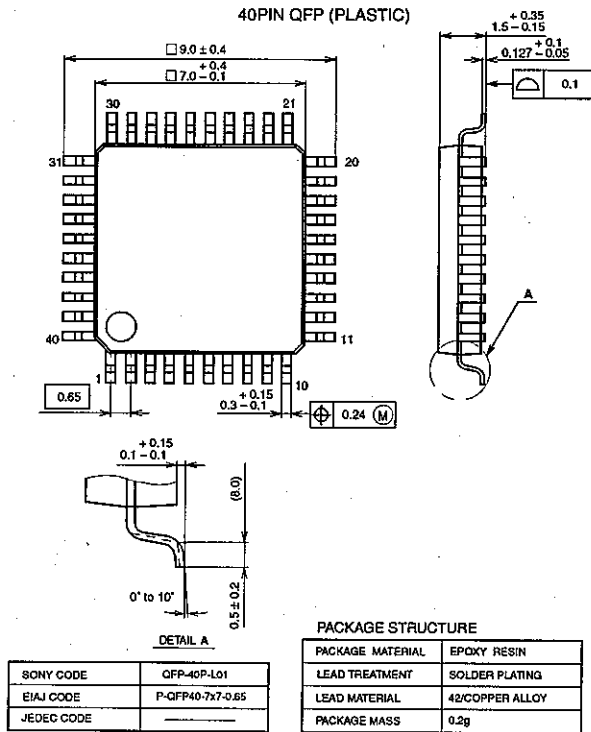 40PIN QFP (PLASTIC)
□ 9.0 ± 0.4
+ 0.4
□ 7.0 – 0.1
30
21
31
20
40
11
1
10
0.65
+ 0.15
0.3 – 0.1
⌖ 0.24 Ⓜ
+ 0.35
1.5 – 0.15
+ 0.1
0.127 – 0.05
⌓ 0.1
A
+ 0.15
0.1 – 0.1
(8.0)
0.5 ± 0.2
0° to 10°
DETAIL A
SONY CODE QFP-40P-L01
EIAJ CODE P-QFP40-7x7-0.65
JEDEC CODE ———
PACKAGE STRUCTURE
PACKAGE MATERIAL EPOXY RESIN
LEAD TREATMENT SOLDER PLATING
LEAD MATERIAL 42/COPPER ALLOY
PACKAGE MASS 0.2g